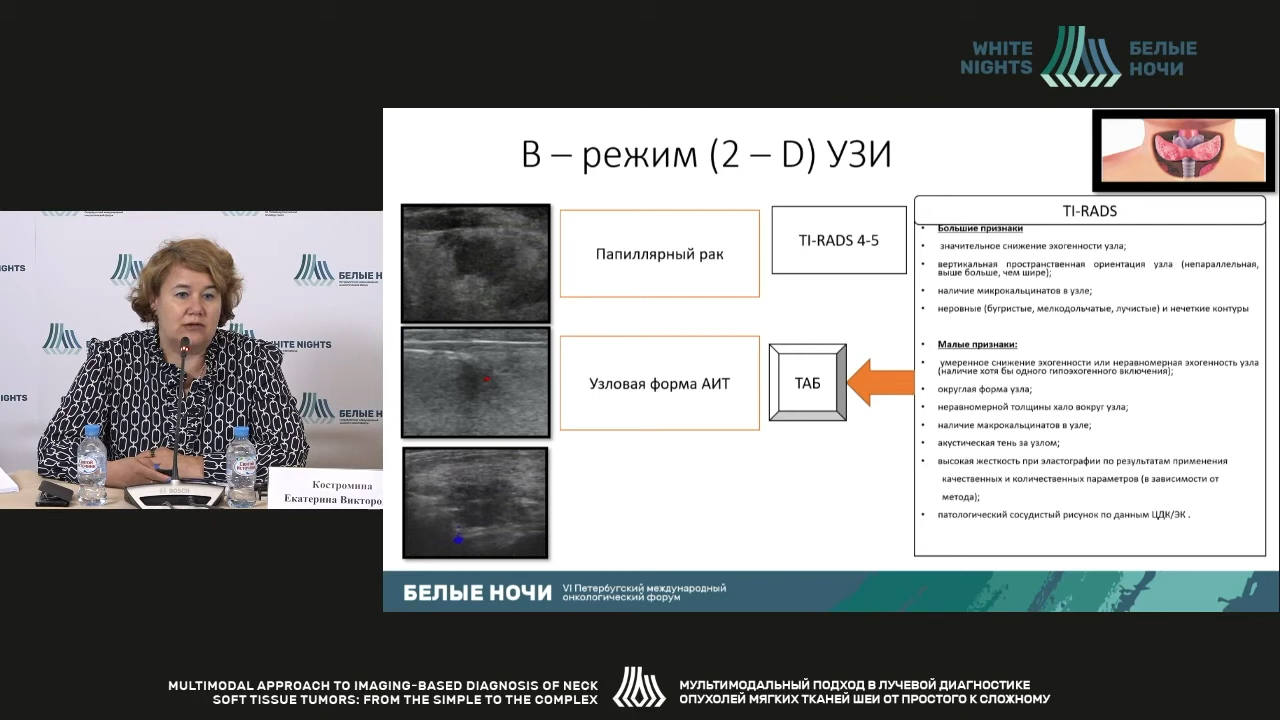 WHITE
NIGHTS
БЕЛЫЕ
НОЧИ
В – режим (2 – D) УЗИ
Папиллярный рак
TI-RADS 4-5
Узловая форма АИТ
ТАБ
TI-RADS
Большие признаки
• значительное снижение эхогенности узла;
• вертикальная пространственная ориентация узла (непараллельная,
выше больше, чем шире);
• наличие микрокальцинатов в узле;
• неровные (бугристые, мелкодольчатые, лучистые) и нечеткие контуры
Малые признаки:
• умеренное снижение эхогенности или неравномерная эхогенность узла
(наличие хотя бы одного гипоэхогенного включения);
• округлая форма узла;
• неравномерной толщины хало вокруг узла;
• наличие макрокальцинатов в узле;
• акустическая тень за узлом;
• высокая жесткость при эластографии по результатам применения
качественных и количественных параметров (в зависимости от
метода);
• патологический сосудистый рисунок по данным ЦДК/ЭК .
NIGHTS
БЕЛЫЕ Н
БЕЛЫЕ НО
WHITE
NIGHTS
NIGHTS
БЕЛЫЕ
BOSCH
Костромина
Екатерина Викторо
БЕЛЫЕ НОЧИ
VI Петербургский международный
онкологический форум
MULTIMODAL APPROACH TO IMAGING-BASED DIAGNOSIS OF NECK
SOFT TISSUE TUMORS: FROM THE SIMPLE TO THE COMPLEX
МУЛЬТИМОДАЛЬНЫЙ ПОДХОД В ЛУЧЕВОЙ ДИАГНОСТИКЕ
ОПУХОЛЕЙ МЯГКИХ ТКАНЕЙ ШЕИ ОТ ПРОСТОГО К СЛОЖНОМУ